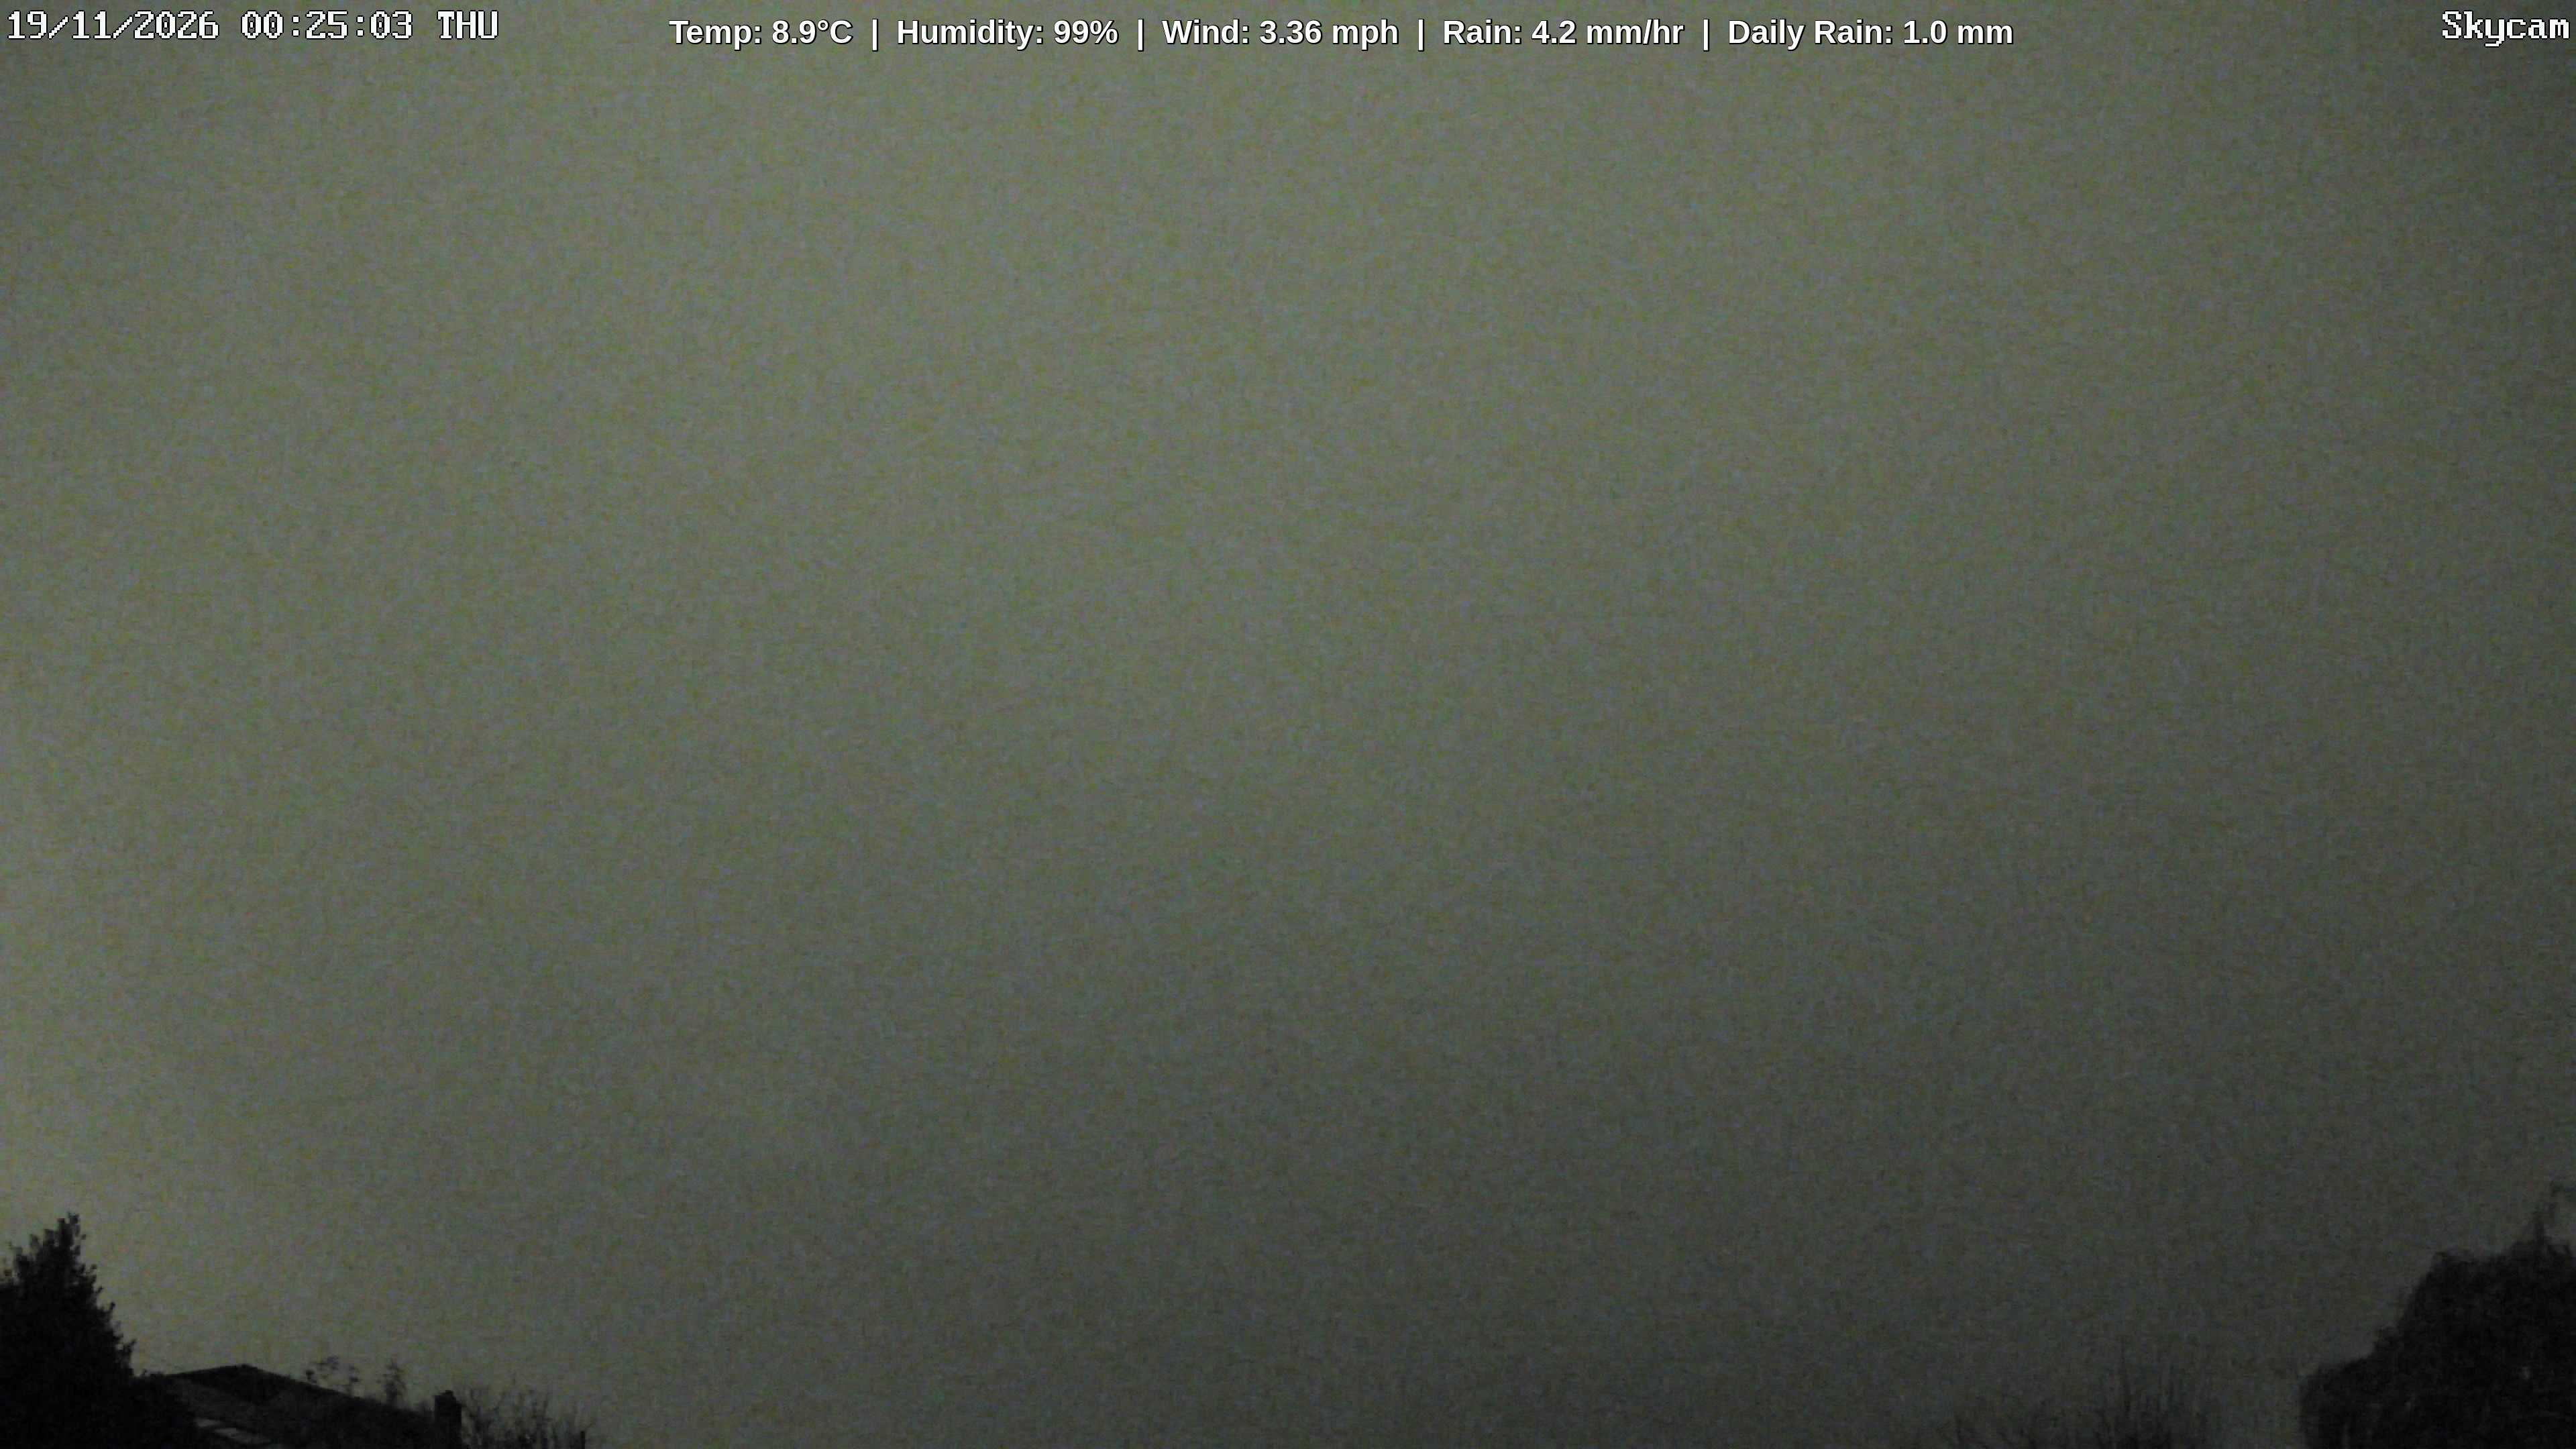 19/11/2026 00:25:03 THU
Temp: 8.9°C | Humidity: 99% | Wind: 3.36 mph | Rain: 4.2 mm/hr | Daily Rain: 1.0 mm
Skycam